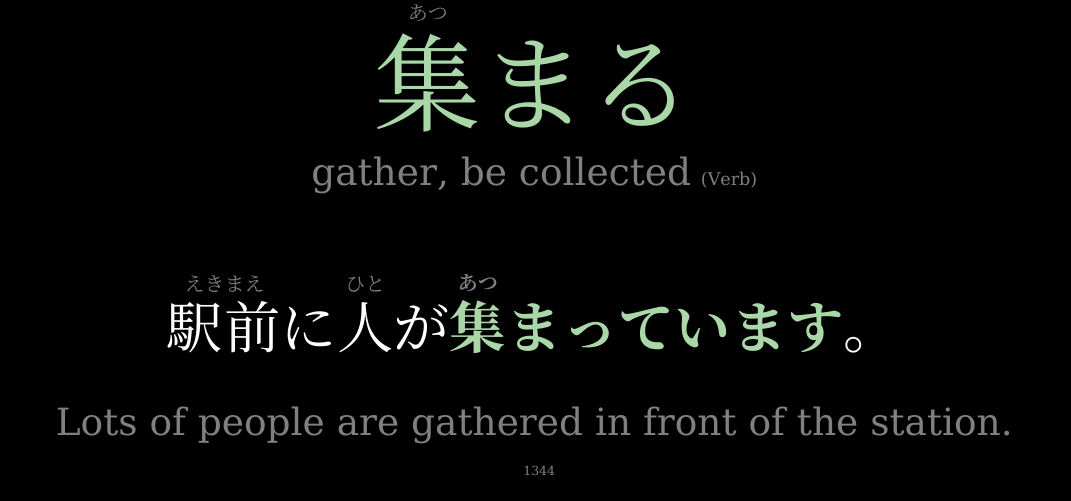 あつ
集まる
gather, be collected (Verb)
えきまえ ひと あつ
駅前に人が集まっています。
Lots of people are gathered in front of the station.
1344